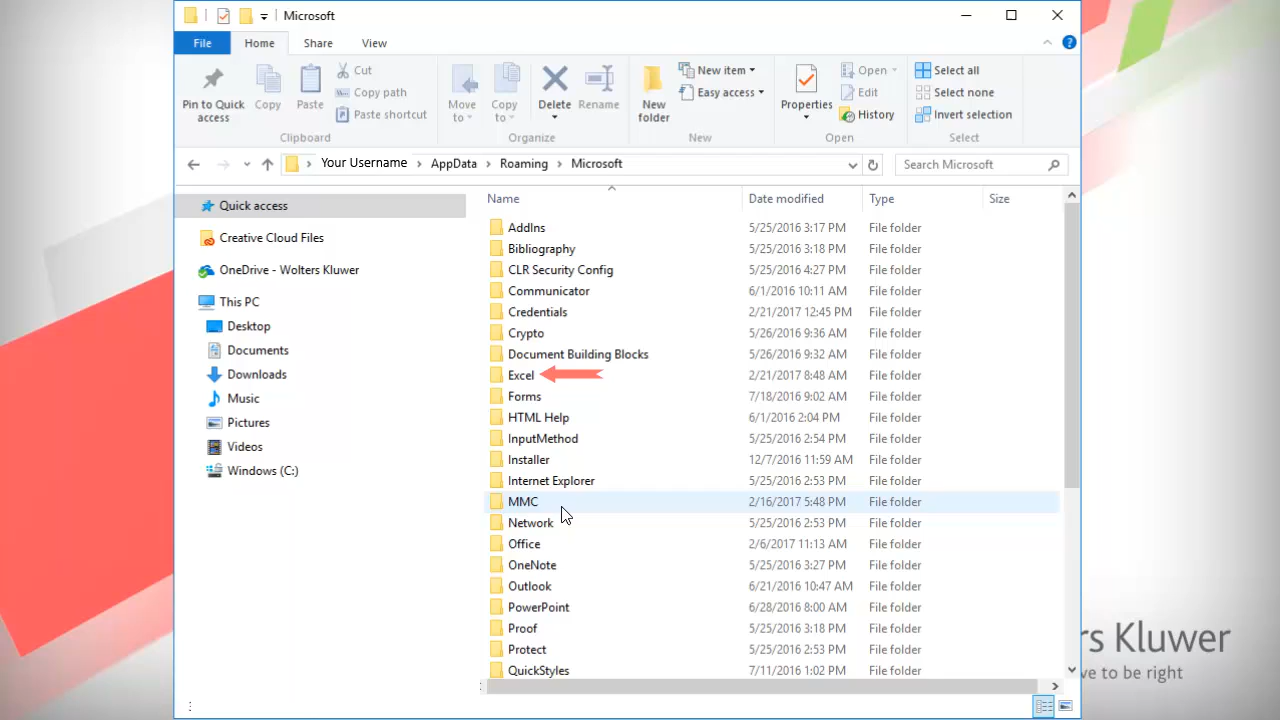 Microsoft
File Home Share View
Pin to Quick access
Copy
Paste
Cut
Copy path
Paste shortcut
Clipboard
Move to
Copy to
Delete
Rename
Organize
New folder
New item
Easy access
New
Properties
Open
Edit
History
Open
Select all
Select none
Invert selection
Select
Your Username > AppData > Roaming > Microsoft
Search Microsoft
Quick access
Creative Cloud Files
OneDrive - Wolters Kluwer
This PC
Desktop
Documents
Downloads
Music
Pictures
Videos
Windows (C:)
Name Date modified Type Size
AddIns 5/25/2016 3:17 PM File folder
Bibliography 5/25/2016 3:18 PM File folder
CLR Security Config 5/25/2016 4:27 PM File folder
Communicator 6/1/2016 10:11 AM File folder
Credentials 2/21/2017 12:45 PM File folder
Crypto 5/26/2016 9:36 AM File folder
Document Building Blocks 5/26/2016 9:32 AM File folder
Excel 2/21/2017 8:48 AM File folder
Forms 7/18/2016 9:02 AM File folder
HTML Help 6/1/2016 2:04 PM File folder
InputMethod 5/25/2016 2:54 PM File folder
Installer 12/7/2016 11:59 AM File folder
Internet Explorer 5/25/2016 2:53 PM File folder
MMC 2/16/2017 5:48 PM File folder
Network 5/25/2016 2:53 PM File folder
Office 2/6/2017 11:13 AM File folder
OneNote 5/25/2016 3:27 PM File folder
Outlook 6/21/2016 10:47 AM File folder
PowerPoint 6/28/2016 8:00 AM File folder
Proof 5/25/2016 3:18 PM File folder
Protect 5/25/2016 2:53 PM File folder
QuickStyles 7/11/2016 1:02 PM File folder
rs Kluwer
ve to be right